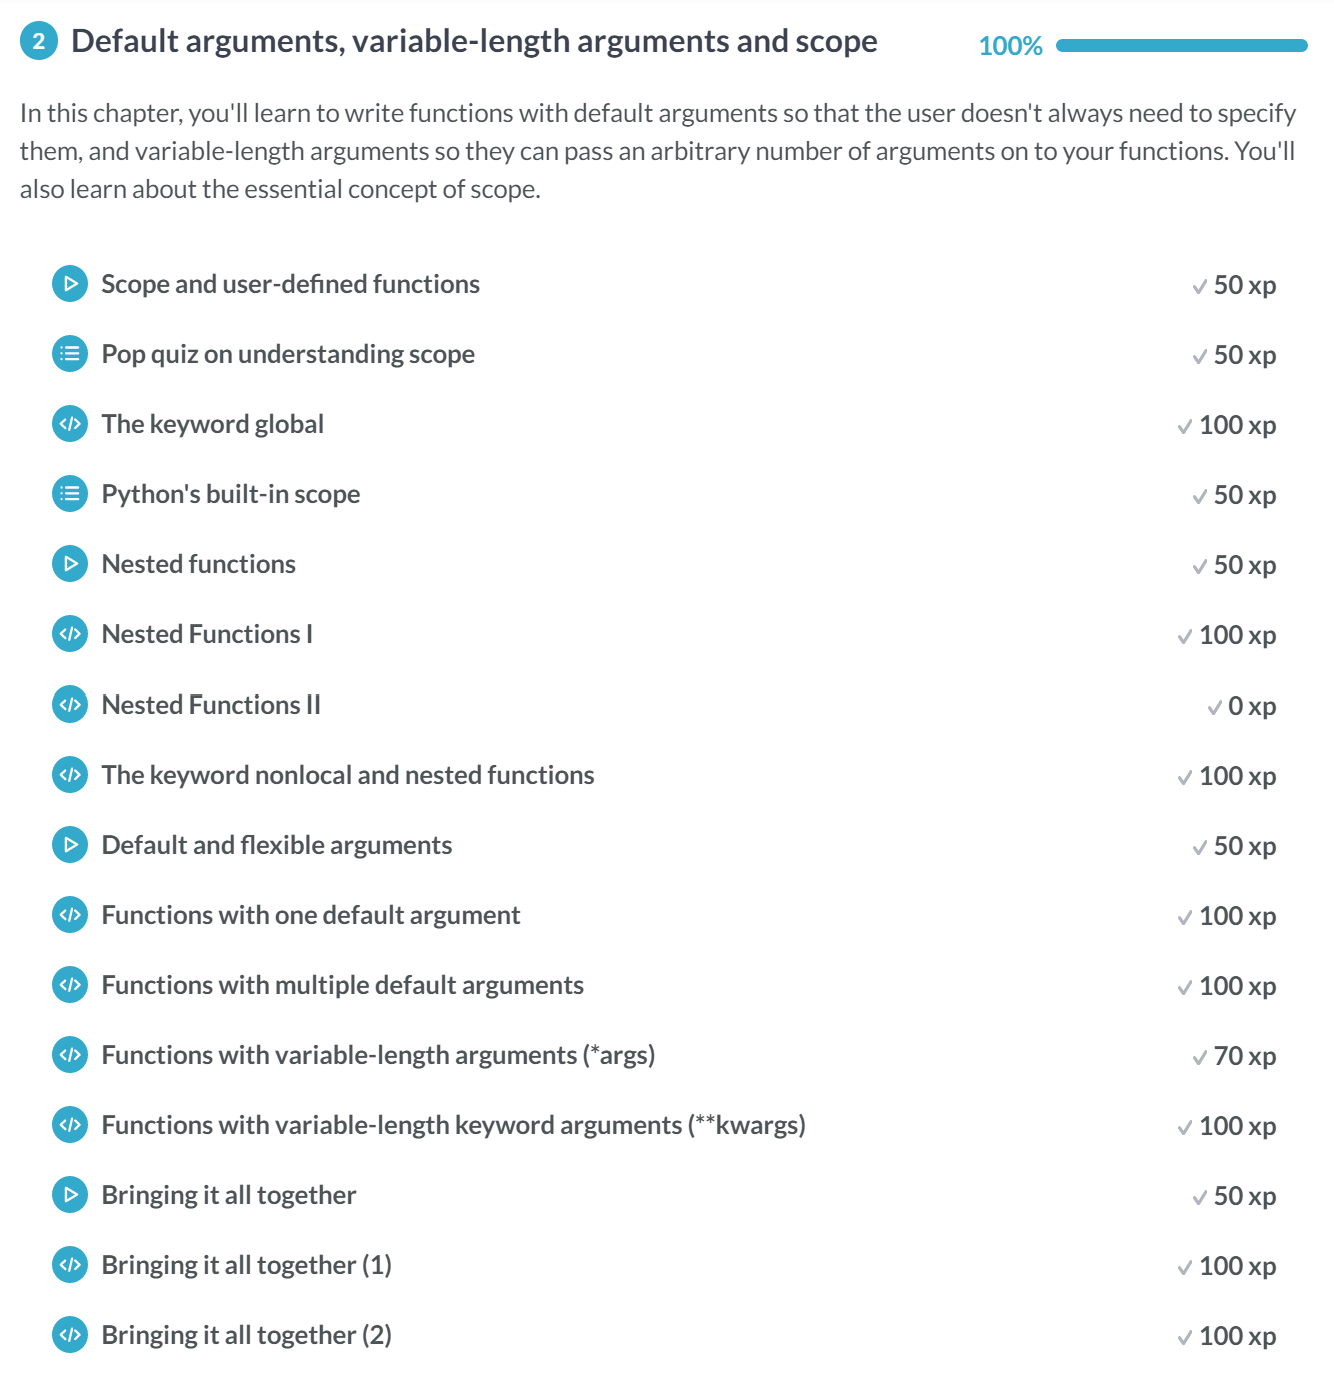 2 Default arguments, variable-length arguments and scope 100%
In this chapter, you'll learn to write functions with default arguments so that the user doesn't always need to specify
them, and variable-length arguments so they can pass an arbitrary number of arguments on to your functions. You'll
also learn about the essential concept of scope.
Scope and user-defined functions 50 xp
Pop quiz on understanding scope 50 xp
The keyword global 100 xp
Python's built-in scope 50 xp
Nested functions 50 xp
Nested Functions I 100 xp
Nested Functions II 0 xp
The keyword nonlocal and nested functions 100 xp
Default and flexible arguments 50 xp
Functions with one default argument 100 xp
Functions with multiple default arguments 100 xp
Functions with variable-length arguments (*args) 70 xp
Functions with variable-length keyword arguments (**kwargs) 100 xp
Bringing it all together 50 xp
Bringing it all together (1) 100 xp
Bringing it all together (2) 100 xp